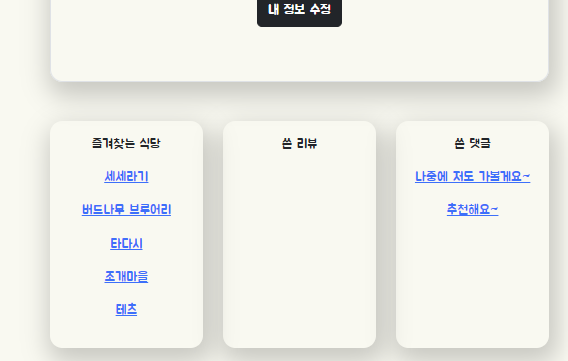 내 정보 수정
즐겨찾는 식당
세세라기
버드나무 브루어리
타다시
조개마을
테츠
쓴 리뷰
쓴 댓글
나중에 저도 가볼게요~
추천해요~